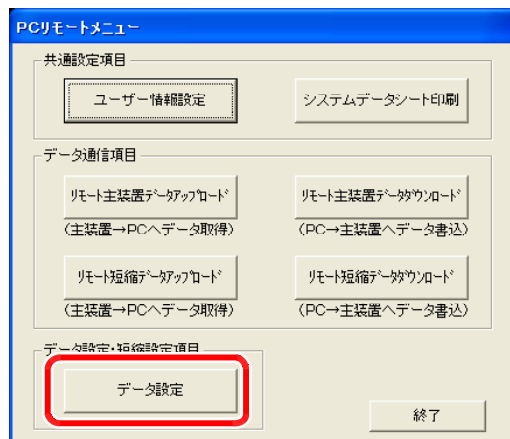 PCリモートメニュー
共通設定項目
ユーザー情報設定
システムデータシート印刷
データ通信項目
リモート主装置ﾃﾞｰﾀｱｯﾌﾟﾛｰﾄﾞ
リモート主装置ﾃﾞｰﾀﾀﾞｳﾝﾛｰﾄﾞ
(主装置→PCへデータ取得)
(PC→主装置へデータ書込)
リモート短縮ﾃﾞｰﾀｱｯﾌﾟﾛｰﾄﾞ
リモート短縮ﾃﾞｰﾀﾀﾞｳﾝﾛｰﾄﾞ
(主装置→PCへデータ取得)
(PC→主装置へデータ書込)
データ設定・短縮設定項目
データ設定
終了